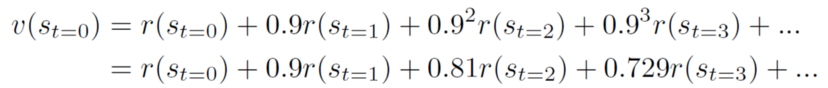 v(s_{t=0}) = r(s_{t=0}) + 0.9r(s_{t=1}) + 0.9^2r(s_{t=2}) + 0.9^3r(s_{t=3}) + ...
= r(s_{t=0}) + 0.9r(s_{t=1}) + 0.81r(s_{t=2}) + 0.729r(s_{t=3}) + ...